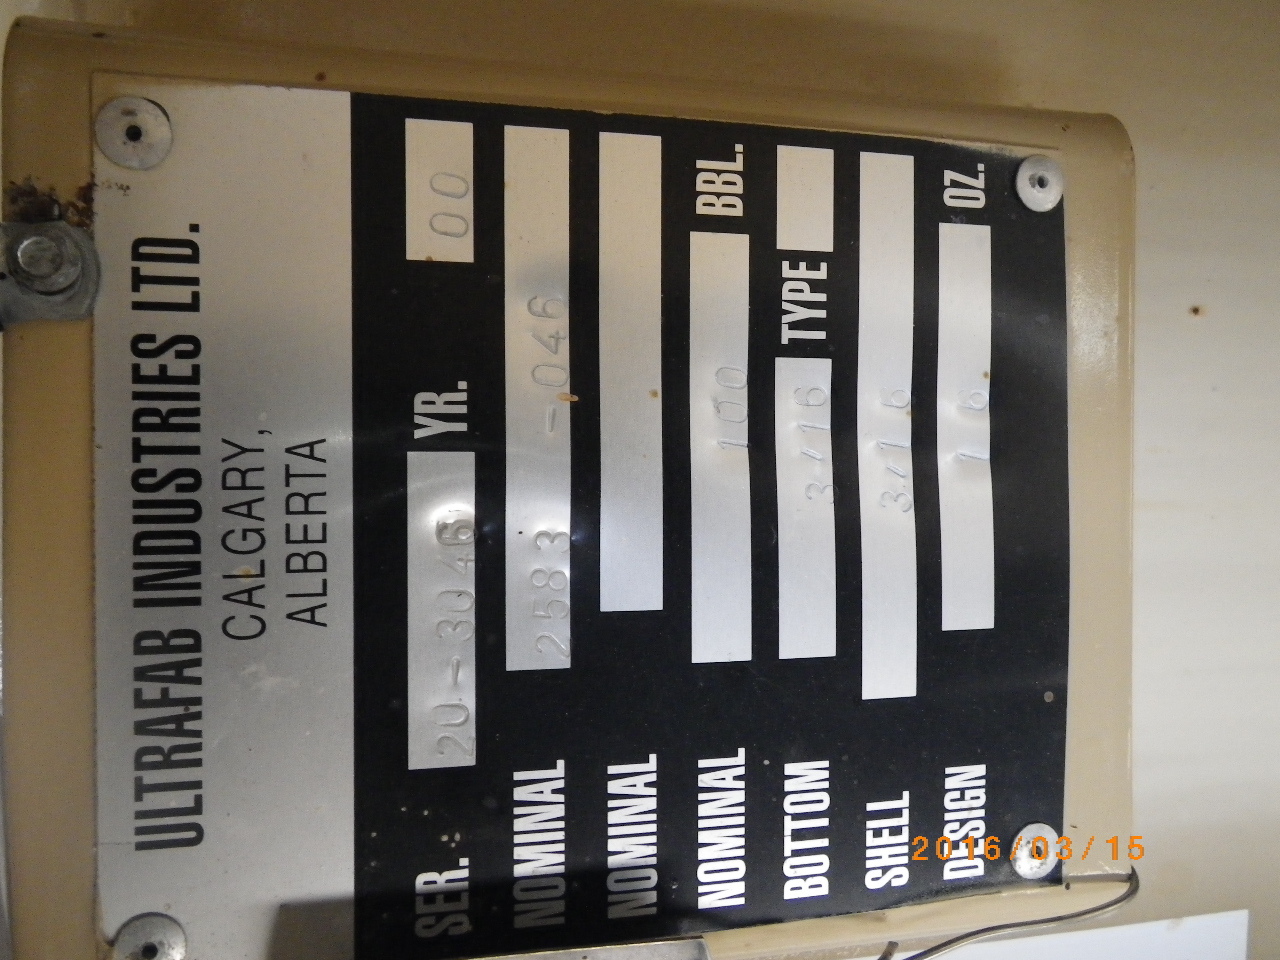 ULTRAFAB INDUSTRIES LTD.
CALGARY,
ALBERTA
SER. 20-3046 YR. 00
NOMINAL 2583 -046
NOMINAL
NOMINAL 100 BBL.
BOTTOM 3/16 TYPE
SHELL 3/16
DESIGN 16 OZ.
2016/03/15